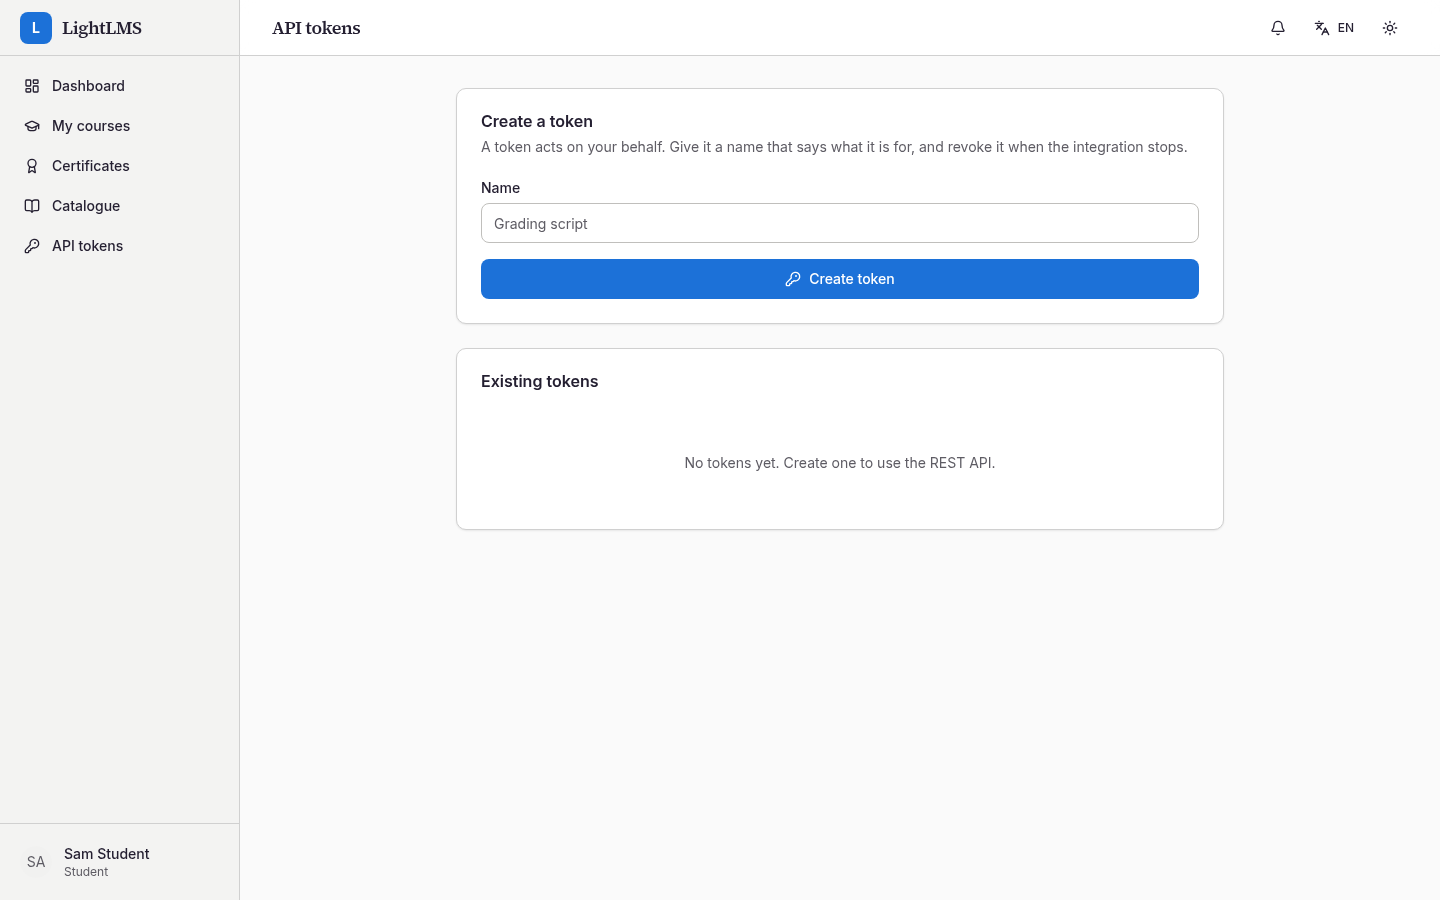 L LightLMS
API tokens
EN
Dashboard
My courses
Certificates
Catalogue
API tokens
Create a token
A token acts on your behalf. Give it a name that says what it is for, and revoke it when the integration stops.
Name
Grading script
Create token
Existing tokens
No tokens yet. Create one to use the REST API.
SA
Sam Student
Student